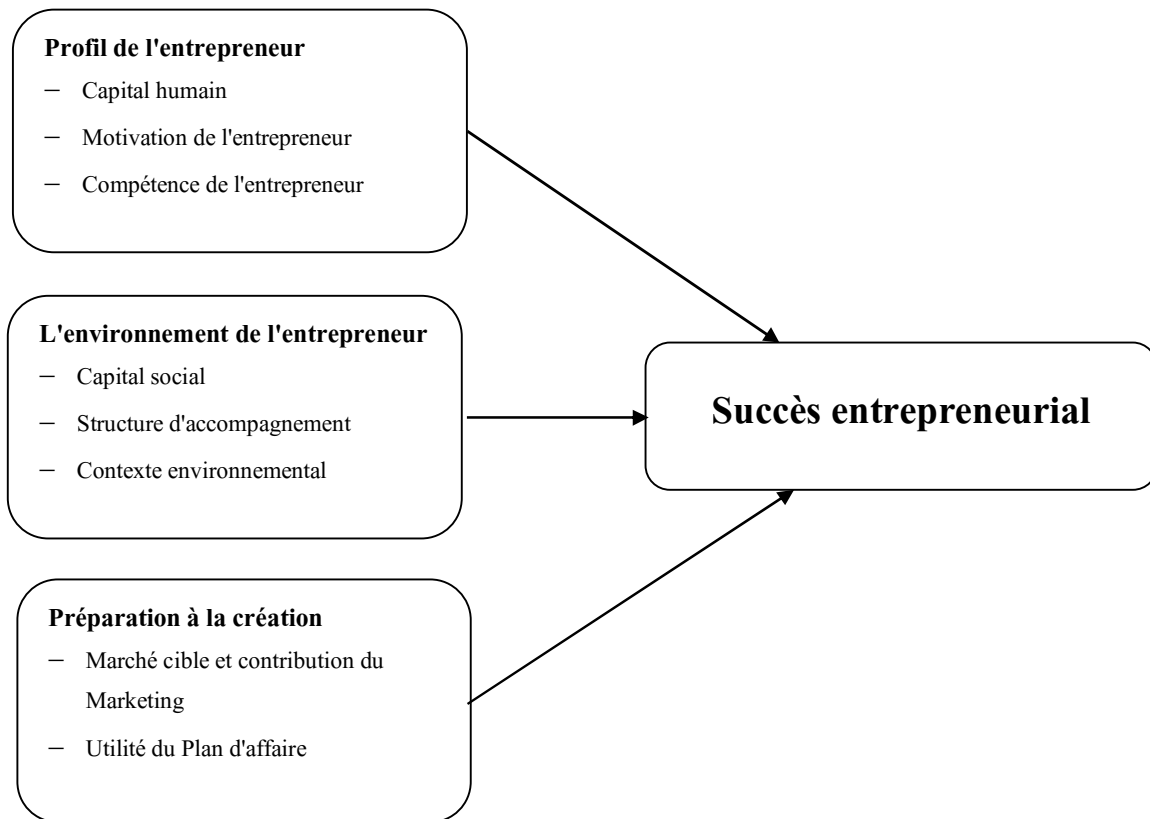 Profil de l'entrepreneur
– Capital humain
– Motivation de l'entrepreneur
– Compétence de l'entrepreneur
L'environnement de l'entrepreneur
– Capital social
– Structure d'accompagnement
– Contexte environnemental
Succès entrepreneurial
Préparation à la création
– Marché cible et contribution du
Marketing
– Utilité du Plan d'affaire